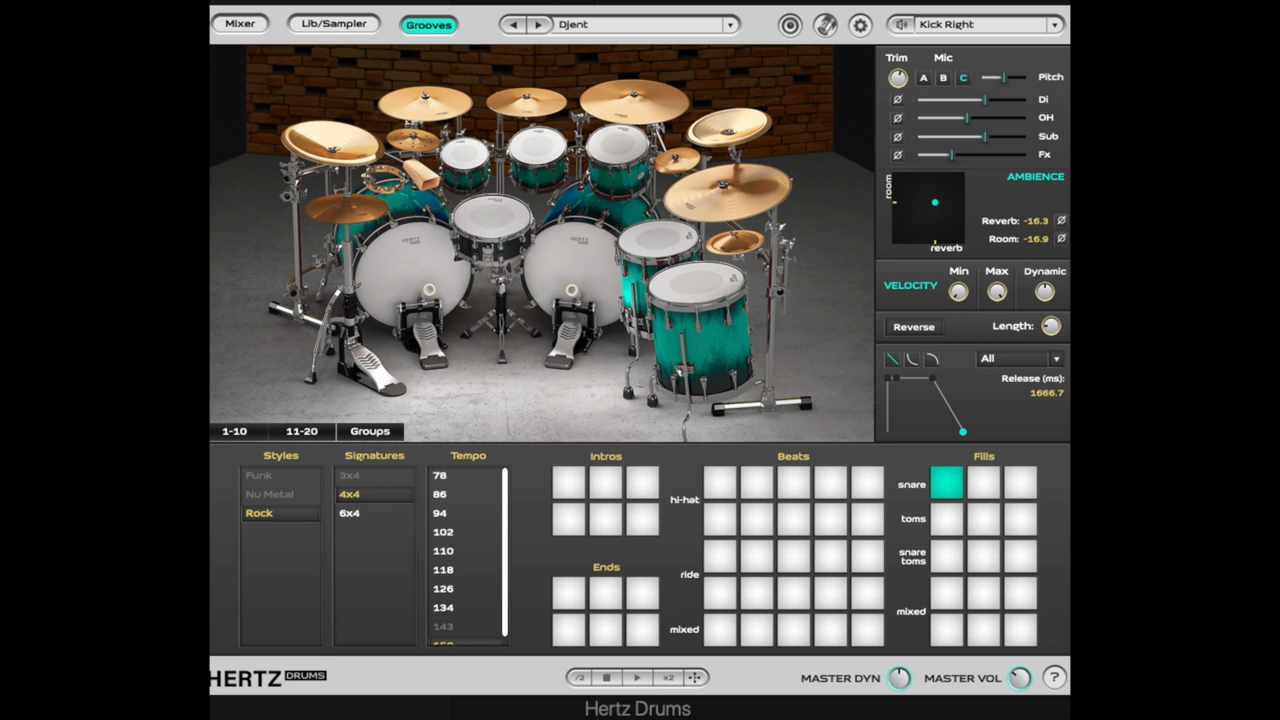 Mixer
Lib/Sampler
Grooves
Djent
Kick Right
Trim
Mic
A B C
Pitch
Di
OH
Sub
Fx
AMBIENCE
room
reverb
Reverb: -16.3
Room: -16.9
VELOCITY
Min
Max
Dynamic
Reverse
Length:
All
Release (ms):
1666.7
HERTZ
HERTZ
1-10
11-20
Groups
Styles
Funk
Nu Metal
Rock
Signatures
3x4
4x4
6x4
Tempo
78
86
94
102
110
118
126
134
143
Intros
Ends
Beats
hi-hat
ride
mixed
Fills
snare
toms
snare
toms
mixed
HERTZ DRUMS
/2
x2
MASTER DYN
MASTER VOL
?
Hertz Drums